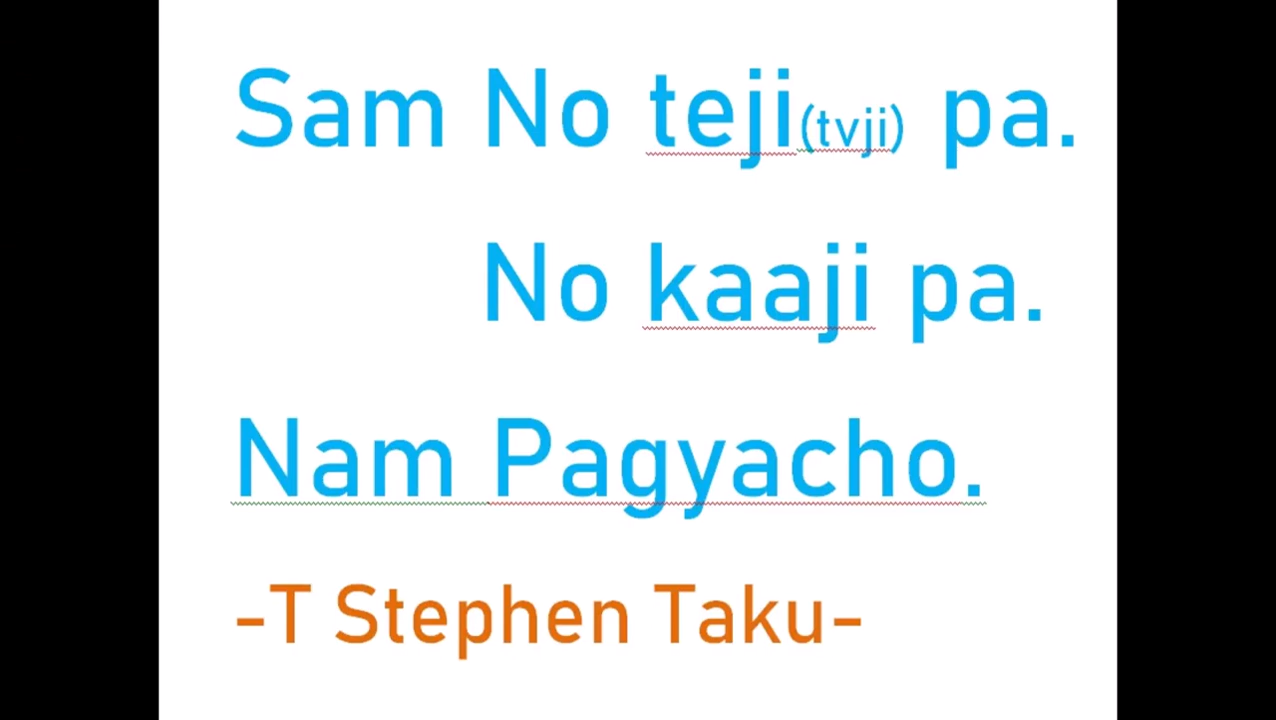 Sam No teji(tvji) pa.
No kaaji pa.
Nam Pagyacho.
-T Stephen Taku-